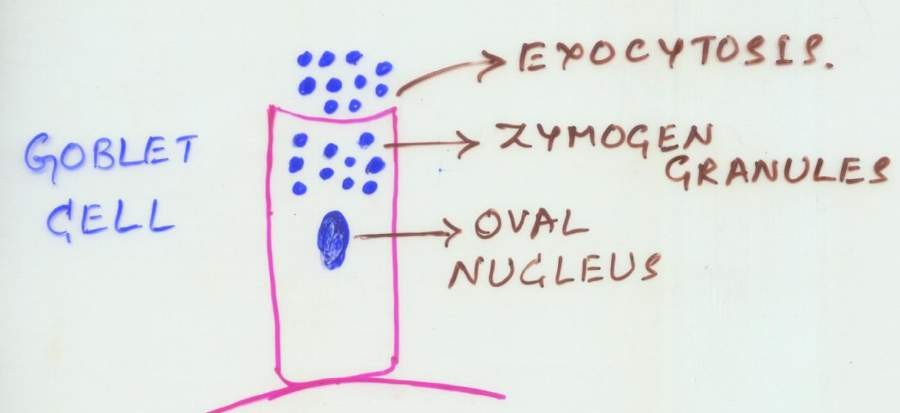 EXOCYTOSIS.
ZYMOGEN
GRANULES
GOBLET
CELL
OVAL
NUCLEUS